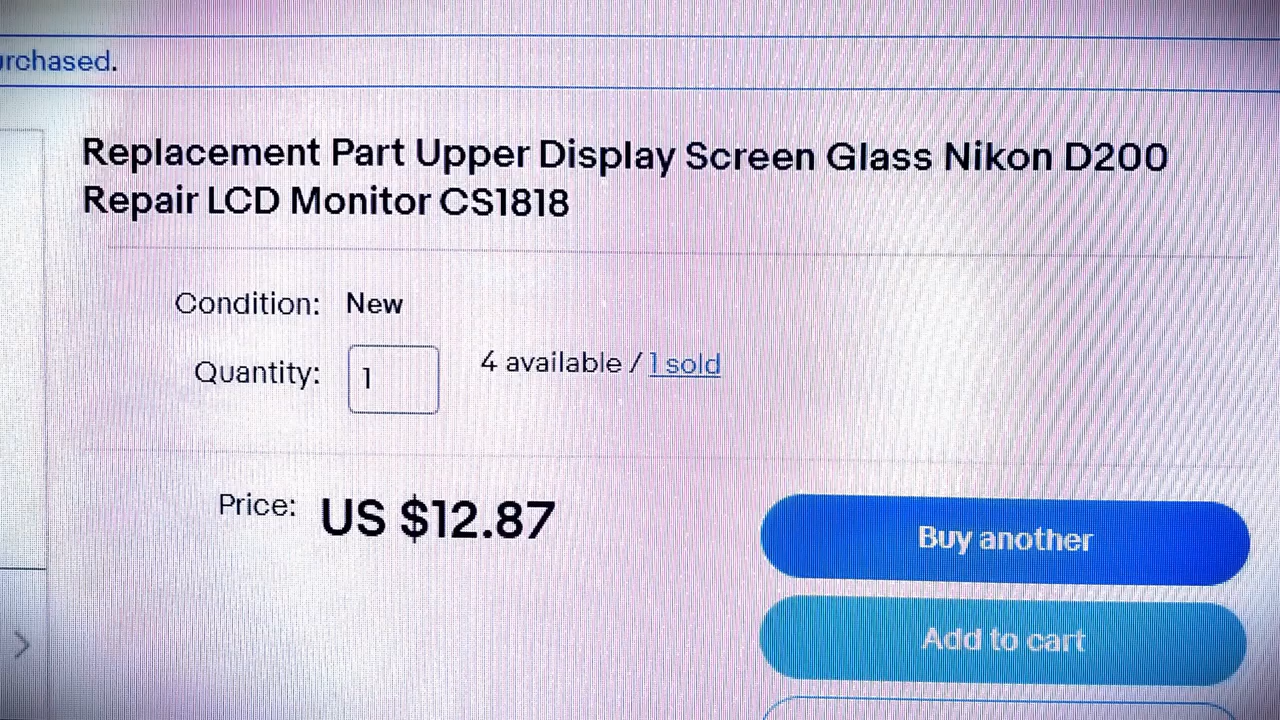 urchased.
Replacement Part Upper Display Screen Glass Nikon D200
Repair LCD Monitor CS1818
Condition: New
Quantity: 1 4 available / 1 sold
Price: US $12.87
Buy another
Add to cart